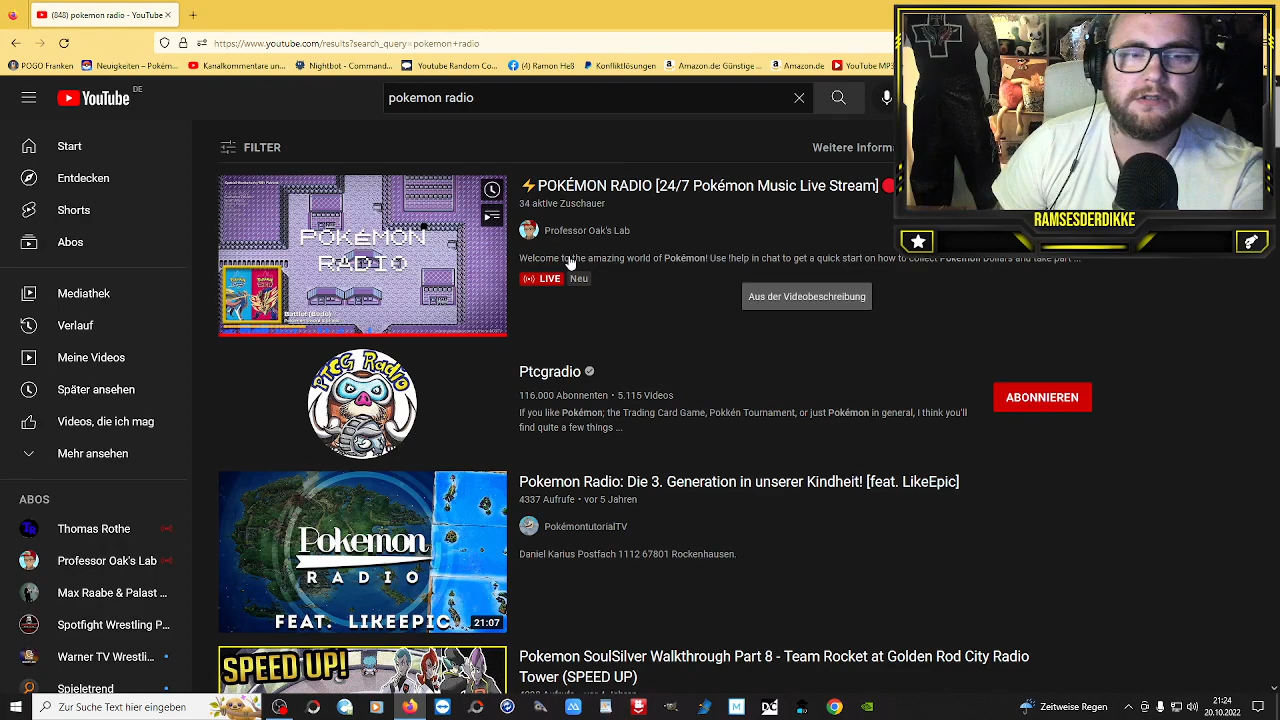 (848) pokemon radio - YouTube
https://www.youtube.com/results?search_query=pokemon+radio
POGO Franken
Neuigkeiten – Pokém...
Kanalkommentare un...
Nightbot - Command...
Youtube Random Co...
(4) Ramon Heß
Konfliktlösungen
Amazon.de Günstige ...
Amazon.de
YouTube MP3
YouTube DE
pokemon radio
RAMSESDERDIKKE
Start
Entdecken
Shorts
Abos
Mediathek
Verlauf
Meine Videos
Später ansehen
Videos, die ich mag
Mehr ansehen
ABOS
Thomas Rothe
Professor Oak's Lab
Max Raabe & Palast ...
Spotfight Wrestling P...
Warner TV Wrestli...
Spieletrend
FILTER
Weitere Informa
POKÉMON
RADIO
⚡POKÉMON RADIO [24/7 Pokémon Music Live Stream]
34 aktive Zuschauer
Professor Oak's Lab
Welcome to the amazing world of Pokémon! Use help in chat to get a quick start on how to collect Pokémon Dollars and take part ...
LIVE
Neu
Aus der Videobeschreibung
PTCG Radio
Ptcgradio
116.000 Abonnenten • 5.115 Videos
If you like Pokémon; the Trading Card Game, Pokkén Tournament, or just Pokémon in general, I think you'll
find quite a few things ...
ABONNIEREN
Pokemon
RADIO
FEAT. LIKEEPIC
21:07
Pokemon Radio: Die 3. Generation in unserer Kindheit! [feat. LikeEpic]
4337 Aufrufe • vor 5 Jahren
PokémontutorialTV
Daniel Karius Postfach 1112 67801 Rockenhausen.
SPEED UP!
Pokemon SoulSilver Walkthrough Part 8 - Team Rocket at Golden Rod City Radio
Tower (SPEED UP)
Zur Suche Text hier eingeben
Zeitweise Regen
21:24
20.10.2022